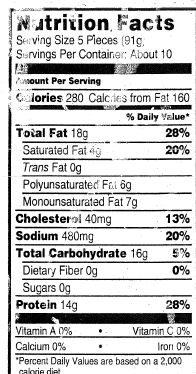 Nutrition Facts
Serving Size 5 Pieces (91g,
Servings Per Container: About 10
Amount Per Serving
Calories 280 Calories from Fat 160
% Daily Value*
Total Fat 18g 28%
Saturated Fat 4g 20%
Trans Fat 0g
Polyunsaturated Fat 6g
Monounsaturated Fat 7g
Cholesterol 40mg 13%
Sodium 480mg 20%
Total Carbohydrate 16g 5%
Dietary Fiber 0g 0%
Sugars 0g
Protein 14g 28%
Vitamin A 0% • Vitamin C 0%
Calcium 0% • Iron 0%
*Percent Daily Values are based on a 2,000
calorie diet